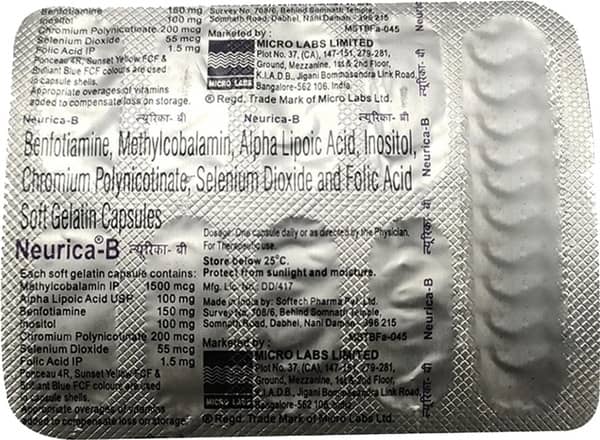 Benfotiamine 150 mg
Inositol 100 mg
Chromium Polynicotinate 200 mcg
Selenium Dioxide 55 mcg
Folic Acid IP 1.5 mg
Ponceau 4R, Sunset Yellow FCF &
Brilliant Blue FCF colours are used
in capsule shells.
Appropriate overages of vitamins
added to compensate loss on storage.
Survey No. 708/6, Behind Somnath Temple,
Somnath Road, Dabhel, Nani Daman - 396 215
MSTBFa-045
Marketed by :
MICRO LABS LIMITED
Plot No. 37, (CA), 147-151, 279-281,
Ground, Mezzanine, 1st & 2nd Floor,
K.I.A.D.B., Jigani Bommasandra Link Road,
Bangalore-562 106. India
MICRO LABS
® Regd. Trade Mark of Micro Labs Ltd.
Neurica-B न्यूरिका- बी Neurica-B न्यूरिका- बी
Benfotiamine, Methylcobalamin, Alpha Lipoic Acid, Inositol,
Chromium Polynicotinate, Selenium Dioxide and Folic Acid
Soft Gelatin Capsules
Neurica®-B न्यूरिका- बी
Each soft gelatin capsule contains:
Methylcobalamin IP 1500 mcg
Alpha Lipoic Acid USP 100 mg
Benfotiamine 150 mg
Inositol 100 mg
Chromium Polynicotinate 200 mcg
Selenium Dioxide 55 mcg
Folic Acid IP 1.5 mg
Ponceau 4R, Sunset Yellow FCF &
Brilliant Blue FCF colours are used
in capsule shells.
Appropriate overages of vitamins
added to compensate loss on storage.
Dosage: One capsule daily or as directed by the Physician.
For Therapeutic use.
Store below 25°C.
Protect from sunlight and moisture.
Mfg. Lic. No.: DD/417
Made in India by: Softech Pharma Pvt. Ltd.
Survey No. 708/6, Behind Somnath Temple,
Somnath Road, Dabhel, Nani Daman - 396 215
MSTBFa-045
Marketed by :
MICRO LABS LIMITED
Plot No. 37, (CA), 147-151, 279-281,
Ground, Mezzanine, 1st & 2nd Floor,
K.I.A.D.B., Jigani Bommasandra Link Road,
Bangalore-562 106. India
MICRO LABS
® Regd. Trade Mark of Micro Labs Ltd.
न्यूरिका- बी
Neurica-B
न्यूरिका- बी
Neurica-B
न्यूरिका- बी